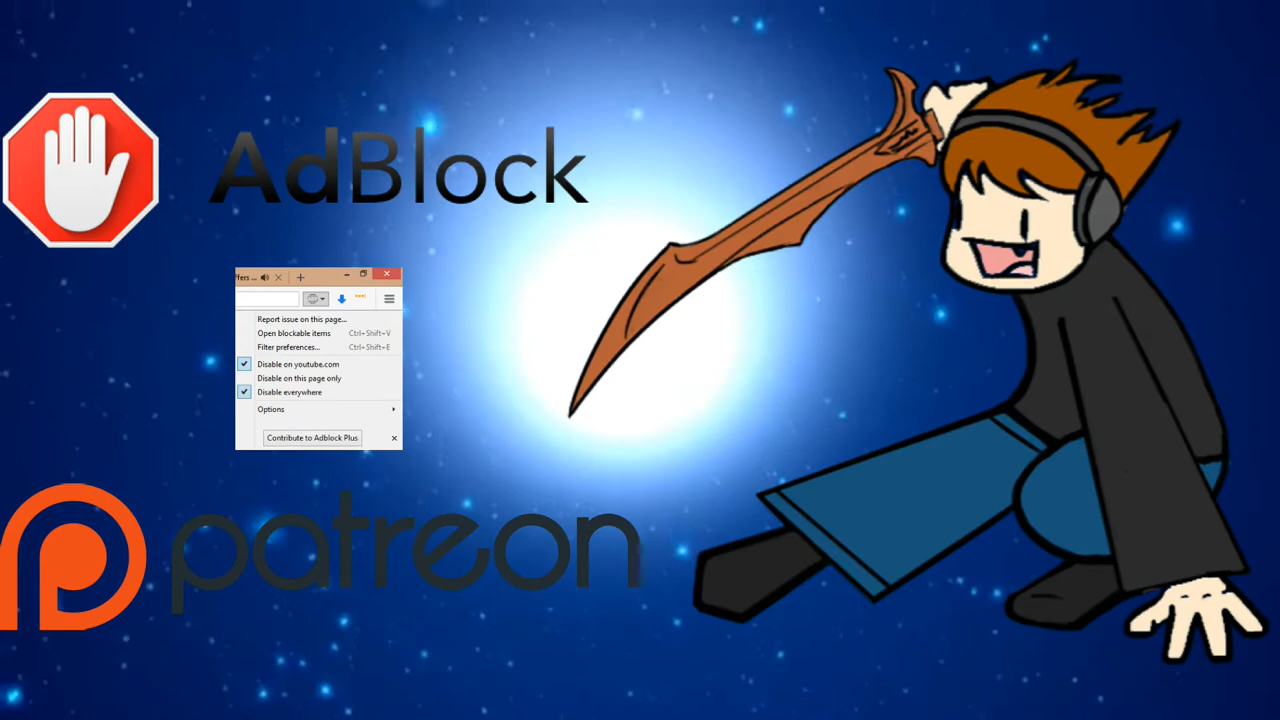 AdBlock
ffers ...
Report issue on this page...
Open blockable items Ctrl+Shift+V
Filter preferences... Ctrl+Shift+E
Disable on youtube.com
Disable on this page only
Disable everywhere
Options
Contribute to Adblock Plus
patreon